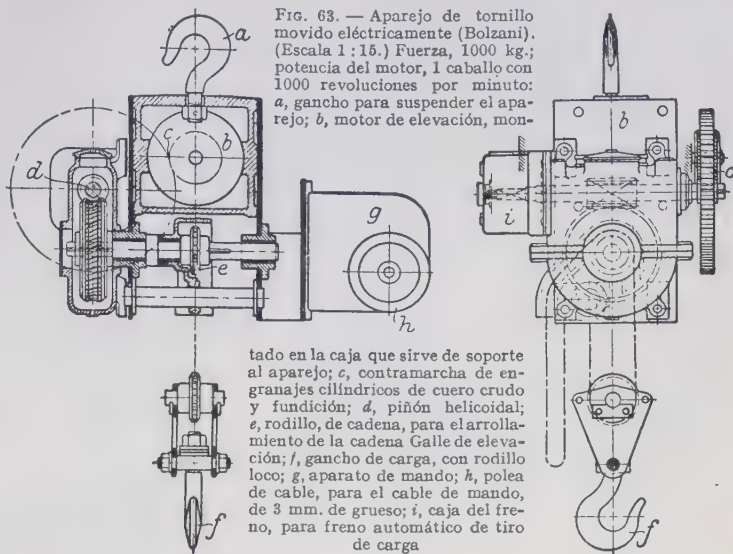 FIG. 63. — Aparejo de tornillo
movido eléctricamente (Bolzani).
(Escala 1 : 15.) Fuerza, 1000 kg.;
potencia del motor, 1 caballo con
1000 revoluciones por minuto:
a, gancho para suspender el apa-
rejo; b, motor de elevación, mon-
a
c
b
d
e
g
h
f
b
d
i
f
tado en la caja que sirve de soporte
al aparejo; c, contramarcha de en-
granajes cilíndricos de cuero crudo
y fundición; d, piñón helicoidal;
e, rodillo, de cadena, para el arrolla-
miento de la cadena Galle de eleva-
ción; f, gancho de carga, con rodillo
loco; g, aparato de mando; h, polea
de cable, para el cable de mando,
de 3 mm. de grueso; i, caja del fre-
no, para freno automático de tiro
de carga